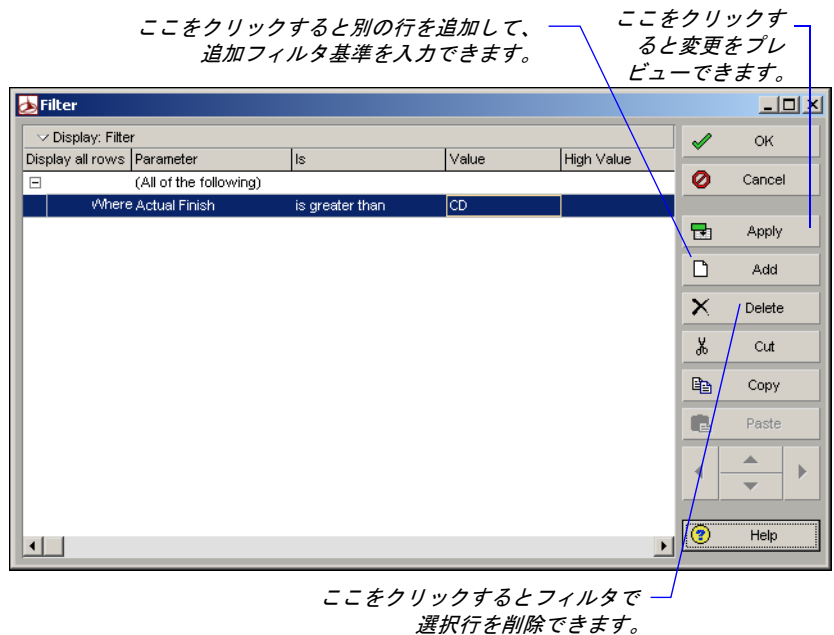 ここをクリックすると別の行を追加して、
追加フィルタ基準を入力できます。
ここをクリックす
ると変更をプレ
ビューできます。
Filter
Display: Filter
Display all rows Parameter Is Value High Value
(All of the following)
Where Actual Finish is greater than CD
OK
Cancel
Apply
Add
Delete
Cut
Copy
Paste
Help
ここをクリックするとフィルタで
選択行を削除できます。